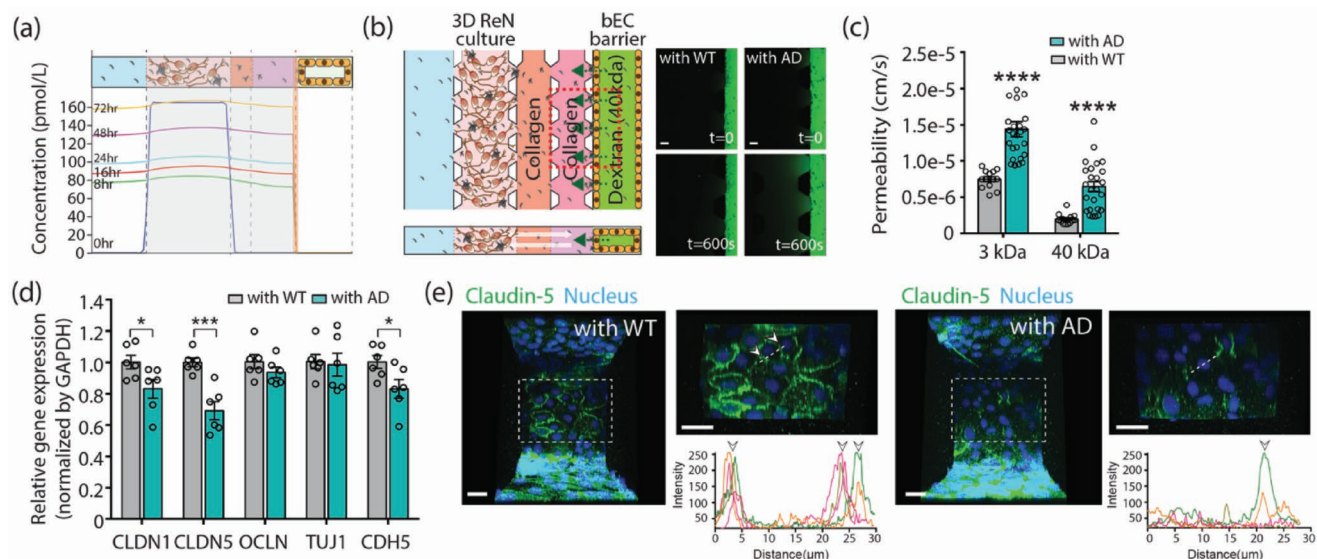 (a)
Concentration (pmol/L)
160
140
120
100
80
60
40
20
0
72hr
48hr
24hr
16hr
8hr
0hr
(b)
3D ReN
culture
bEC
barrier
Collagen
Collagen
Dextran (40kda)
with WT
with AD
t=0
t=0
t=600s
t=600s
(c)
with AD
with WT
Permeability (cm/s)
2.0e-5
1.5e-5
1.0e-5
0.5e-6
0.0
****
****
3 kDa
40 kDa
(d)
with WT
with AD
Relative gene expression
(normalized by GAPDH)
1.4
1.2
1.0
0.8
0.6
0.4
0.2
0
*
***
*
CLDN1
CLDN5
OCLN
TUJ1
CDH5
(e)
Claudin-5 Nucleus
with WT
Intensity
250
200
150
100
50
0 5 10 15 20 25 30
Distance(um)
Claudin-5 Nucleus
with AD
Intensity
250
200
150
100
50
0
0 5 10 15 20 25 30
Distance(um)